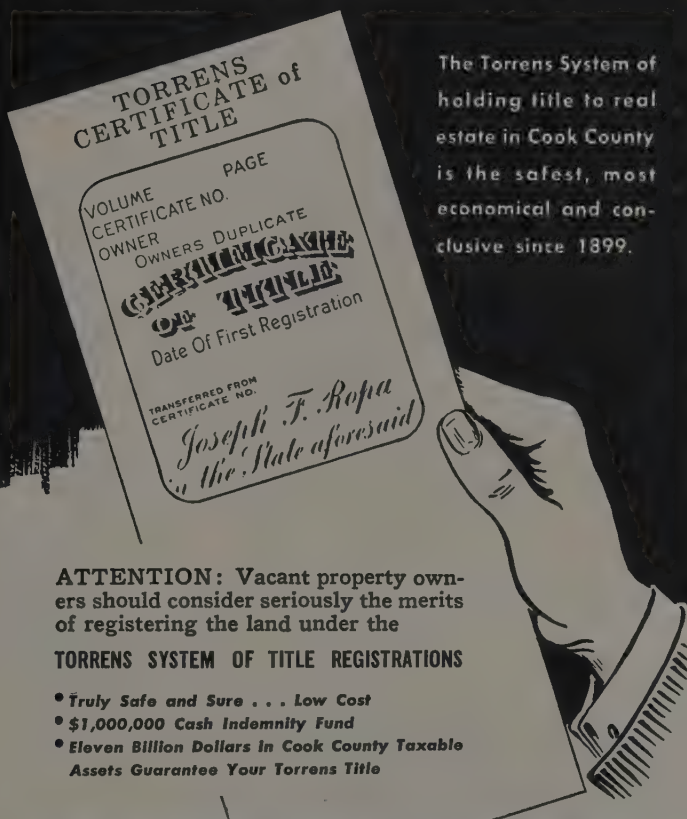 TORRENS
CERTIFICATE of
TITLE
VOLUME PAGE
CERTIFICATE NO.
OWNER
OWNERS DUPLICATE
CERTIFICATE
OF TITLE
Date Of First Registration
TRANSFERRED FROM
CERTIFICATE NO.
Joseph F. Ropa
in the State aforesaid
The Torrens System of
holding title to real
estate in Cook County
is the safest, most
economical and con-
clusive since 1899.
ATTENTION: Vacant property own-
ers should consider seriously the merits
of registering the land under the
TORRENS SYSTEM OF TITLE REGISTRATIONS
• Truly Safe and Sure . . . Low Cost
• $1,000,000 Cash Indemnity Fund
• Eleven Billion Dollars in Cook County Taxable
Assets Guarantee Your Torrens Title